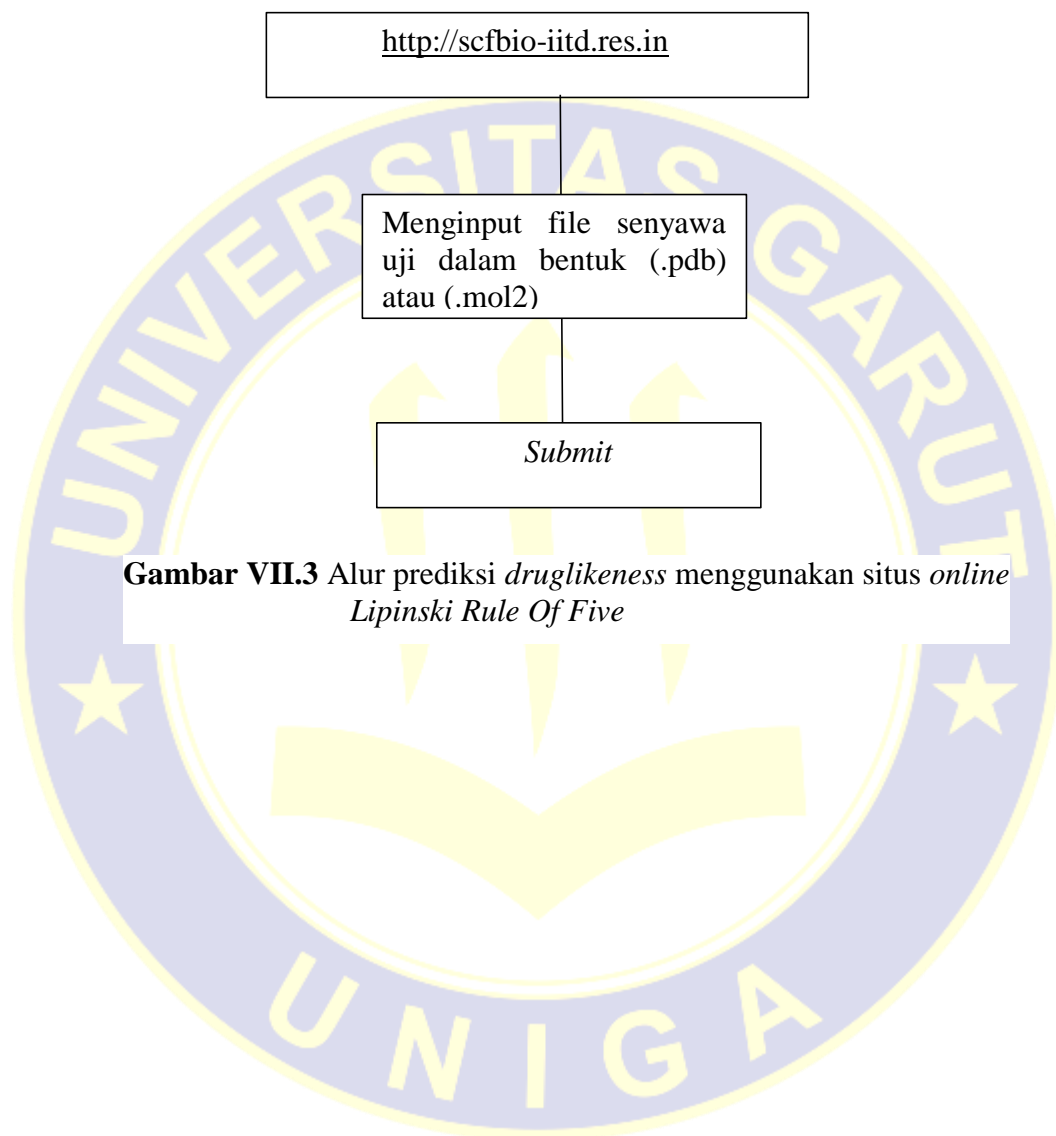 http://scfbio-iitd.res.in
Menginput file senyawa
uji dalam bentuk (.pdb)
atau (.mol2)
Submit
Gambar VII.3 Alur prediksi druglikeness menggunakan situs online
Lipinski Rule Of Five
UNIVERSITAS GARUT
UNIGA